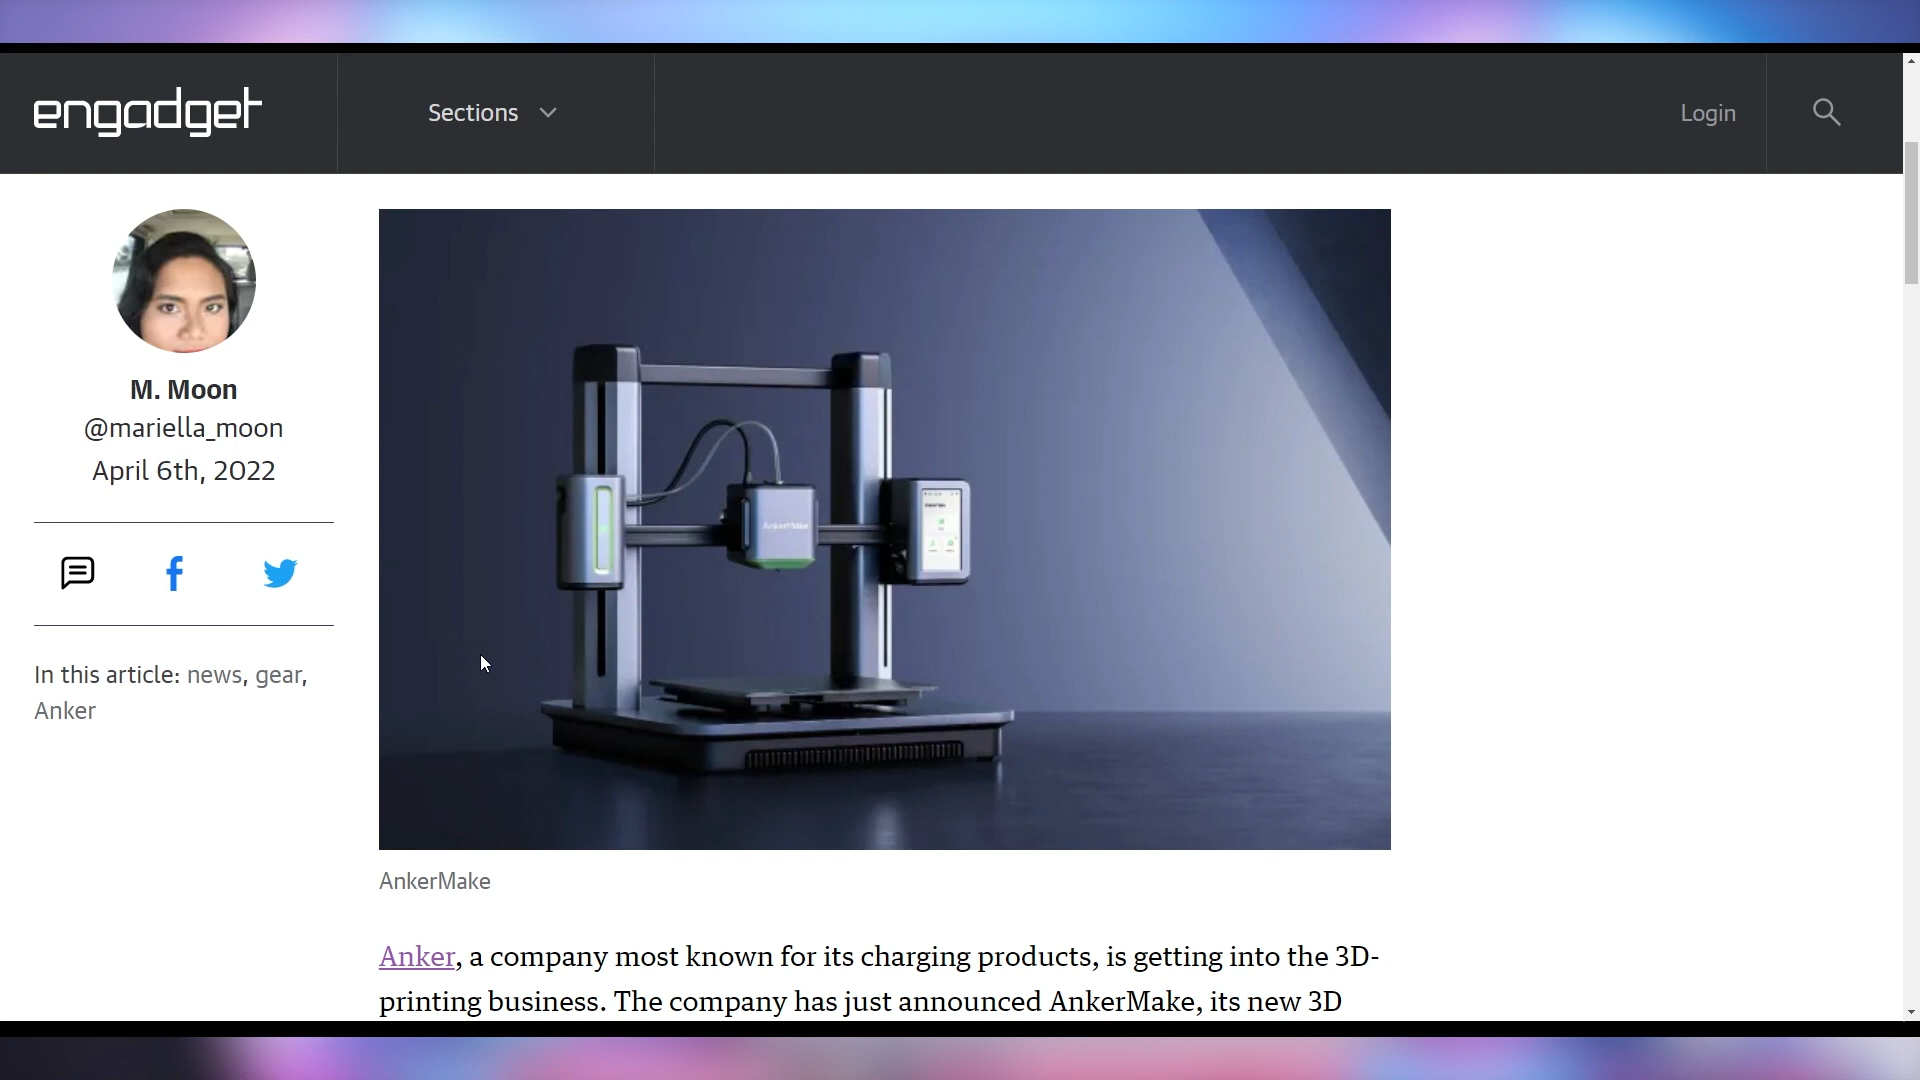 engadget
Sections
Login
M. Moon
@mariella_moon
April 6th, 2022
In this article: news, gear,
Anker
AnkerMake
AnkerMake
Anker, a company most known for its charging products, is getting into the 3D-
printing business. The company has just announced AnkerMake, its new 3D